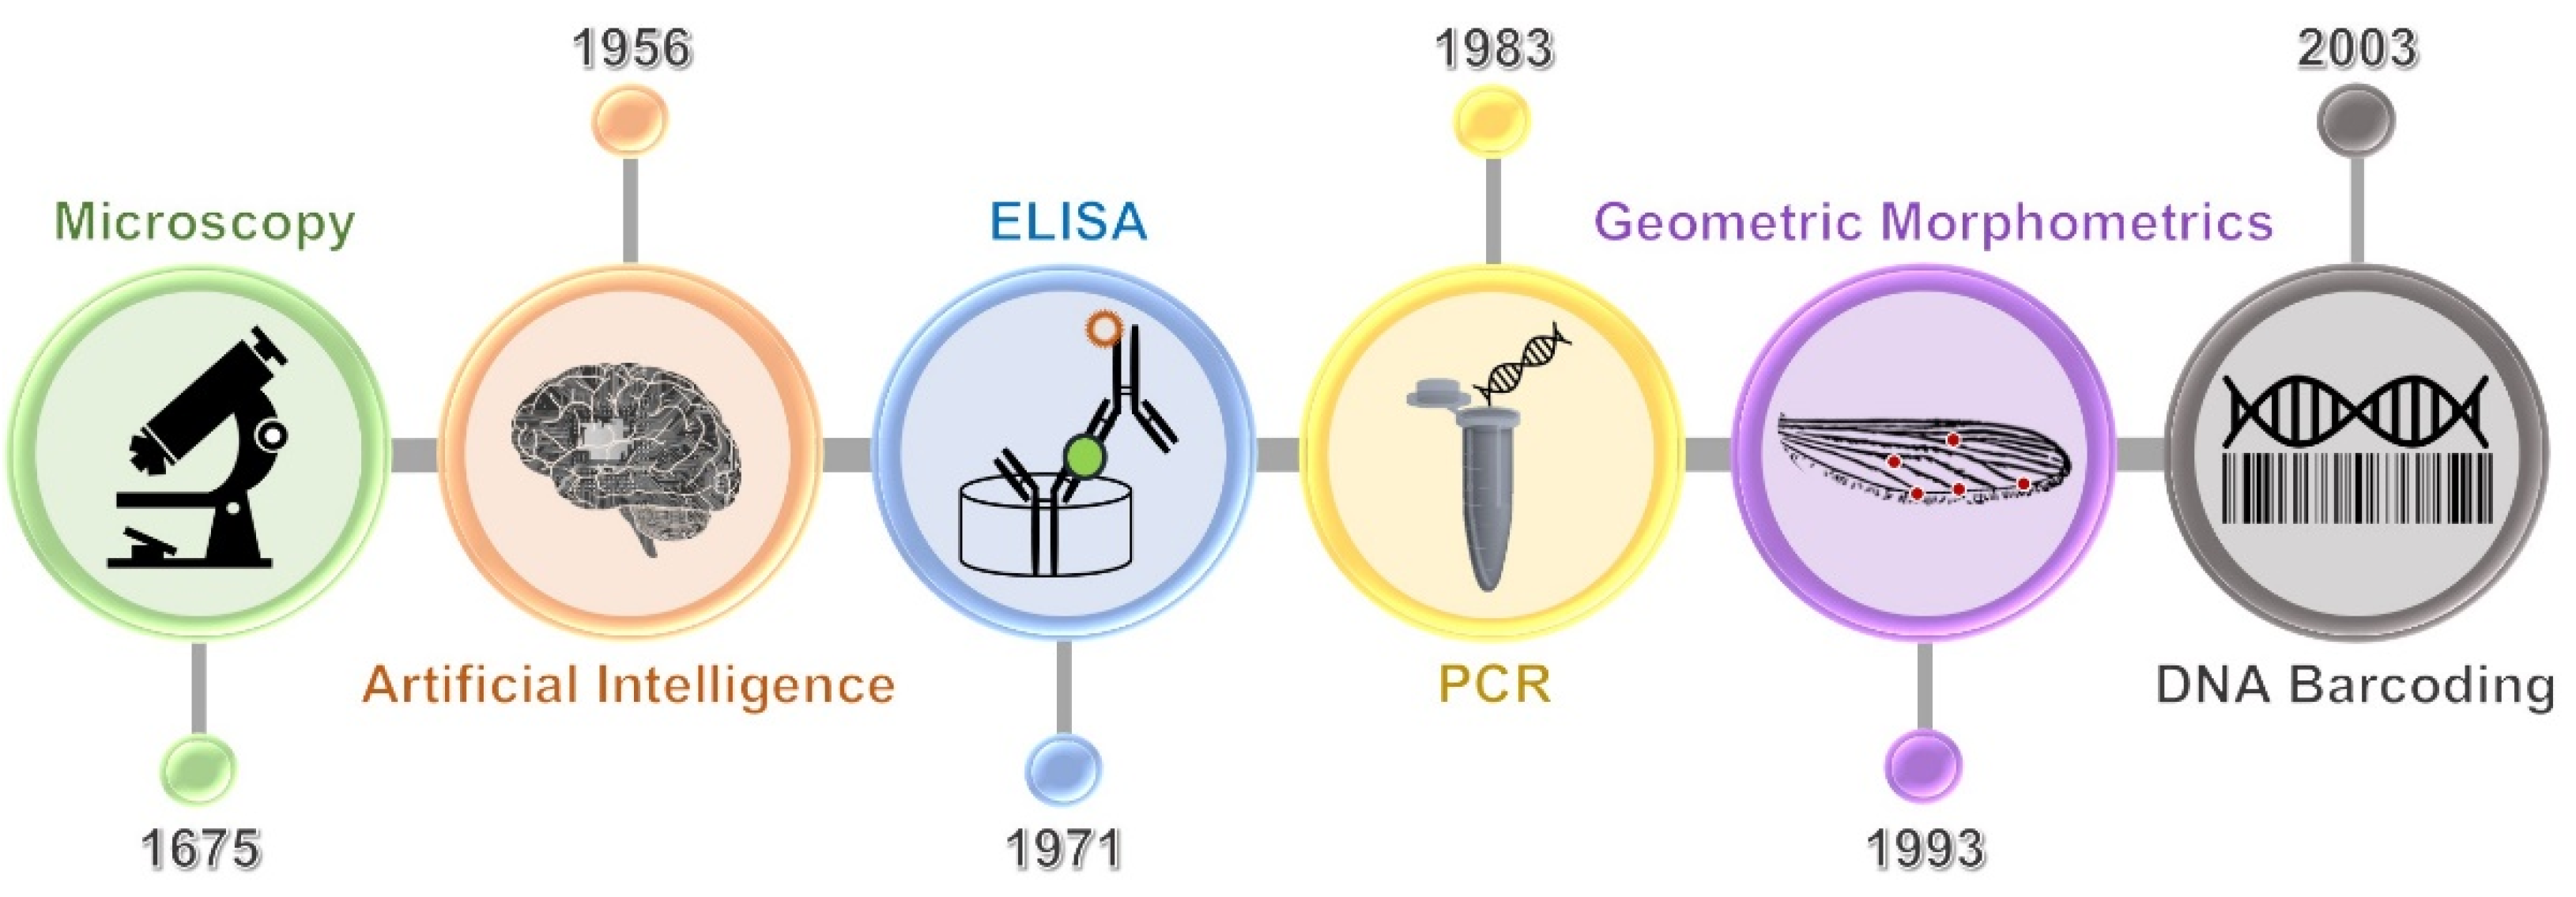 1956
1983
2003
Microscopy
ELISA
Geometric Morphometrics
Artificial Intelligence
PCR
DNA Barcoding
1675
1971
1993